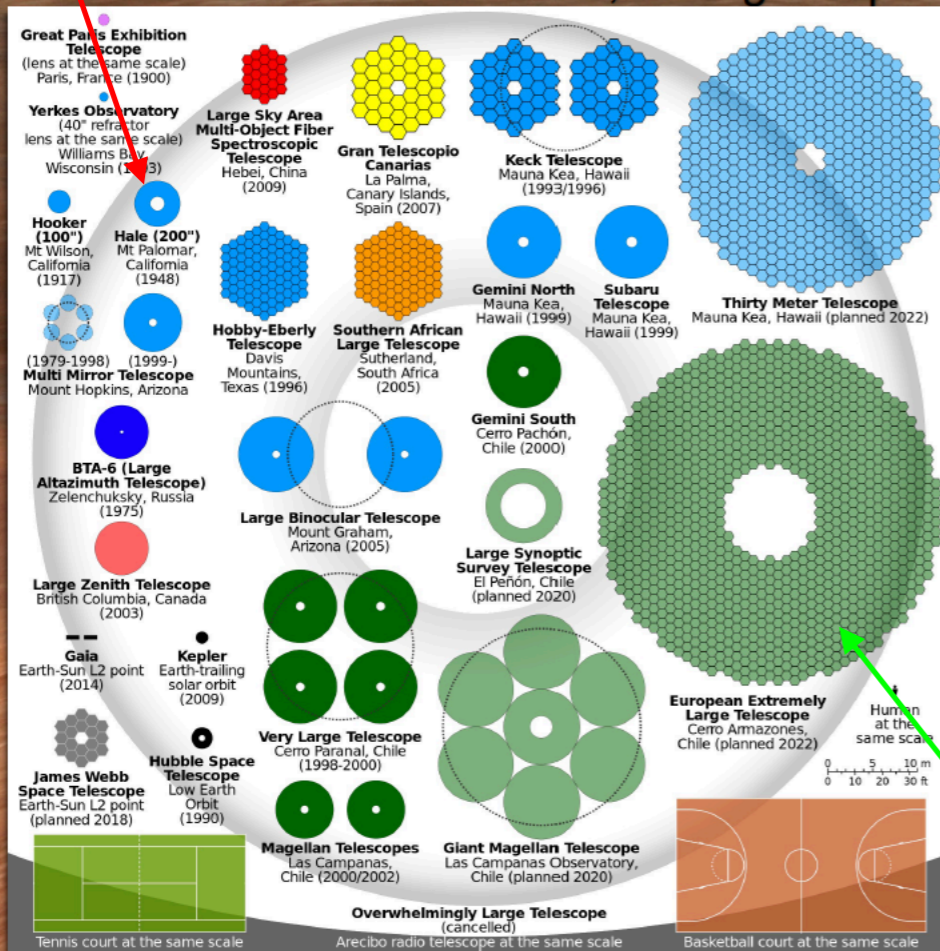 Great Paris Exhibition
Telescope
(lens at the same scale)
Paris, France (1900)
Yerkes Observatory
(40" refractor
lens at the same scale)
Williams Bay,
Wisconsin
Hooker
(100")
Mt Wilson,
California
(1917)
Hale (200")
Mt Palomar,
California
(1948)
(1979-1998) (1999-)
Multi Mirror Telescope
Mount Hopkins, Arizona
BTA-6 (Large
Altazimuth Telescope)
Zelenchuksky, Russia
(1975)
Large Zenith Telescope
British Columbia, Canada
(2003)
Gaia
Earth-Sun L2 point
(2014)
Kepler
Earth-trailing
solar orbit
(2009)
James Webb
Space Telescope
Earth-Sun L2 point
(planned 2018)
Hubble Space
Telescope
Low Earth
Orbit
(1990)
Large Sky Area
Multi-Object Fiber
Spectroscopic
Telescope
Hebei, China
(2009)
Gran Telescopio
Canarias
La Palma,
Canary Islands,
Spain (2007)
Keck Telescope
Mauna Kea, Hawaii
(1993/1996)
Hobby-Eberly
Telescope
Davis
Mountains,
Texas (1996)
Southern African
Large Telescope
Sutherland,
South Africa
(2005)
Gemini North
Mauna Kea,
Hawaii (1999)
Subaru
Telescope
Mauna Kea,
Hawaii (1999)
Thirty Meter Telescope
Mauna Kea, Hawaii (planned 2022)
Gemini South
Cerro Pachón,
Chile (2000)
Large Binocular Telescope
Mount Graham,
Arizona (2005)
Large Synoptic
Survey Telescope
El Peñón, Chile
(planned 2020)
Very Large Telescope
Cerro Paranal, Chile
(1998-2000)
Magellan Telescopes
Las Campanas,
Chile (2000/2002)
Giant Magellan Telescope
Las Campanas Observatory,
Chile (planned 2020)
European Extremely
Large Telescope
Cerro Armazones,
Chile (planned 2022)
Human
at the
same scale
0 5 10 m
0 10 20 30 ft
Overwhelmingly Large Telescope
(cancelled)
Tennis court at the same scale
Arecibo radio telescope at the same scale
Basketball court at the same scale